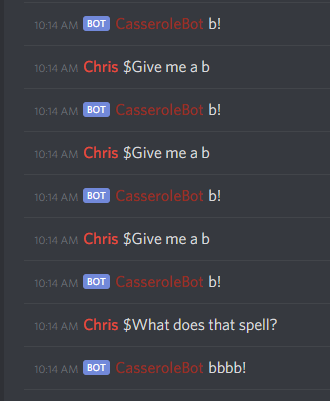 10:14 AM BOT CasseroleBot b!
10:14 AM Chris $Give me a b
10:14 AM BOT CasseroleBot b!
10:14 AM Chris $Give me a b
10:14 AM BOT CasseroleBot b!
10:14 AM Chris $Give me a b
10:14 AM BOT CasseroleBot b!
10:14 AM Chris $What does that spell?
10:14 AM BOT CasseroleBot bbbb!